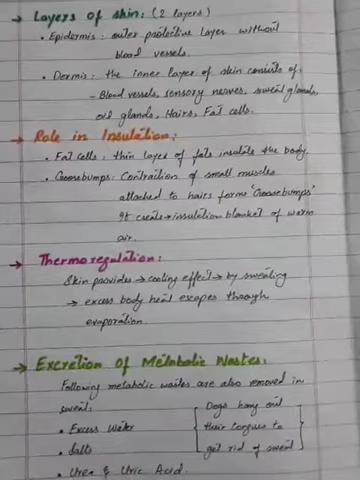 → Layers of skin: (2 layers)
• Epidermis: outer protective layer without
blood vessels.
• Dermis: the inner layer of skin consists of,
- Blood vessels, sensory nerves, sweat glands,
oil glands, Hairs, Fat cells.
→ Role in Insulation:
• Fat cells: thin layer of fats insulate the body.
• Goosebumps: Contraction of small muscles
attached to hairs forms 'Goosebumps'
It create → insulation blanket of warm
air.
→ Thermoregulation:
Skin provides → cooling effect → by sweating
→ excess body heat escapes through
evaporation.
→ Excretion Of Metabolic Wastes:
Following metabolic wastes are also removed in
sweat:
• Excess Water
• Salts
• Urea & Uric Acid.
[Dogs hang out
their tongues to
get rid of sweat]